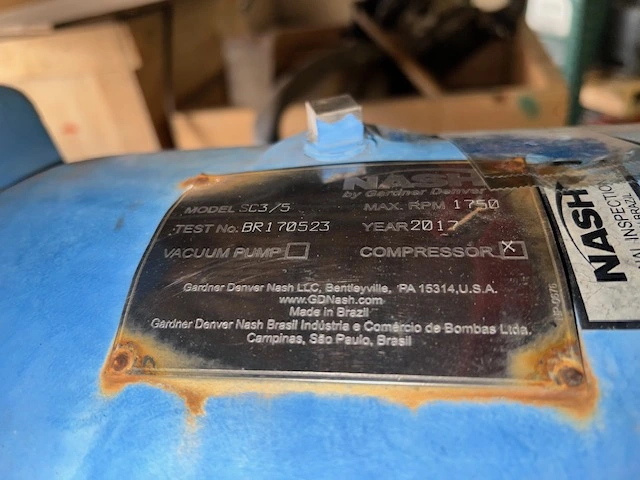 NASH
by Gardner Denver
MODEL SC3/5 MAX. RPM 1750
TEST No. BR170523 YEAR 2017
VACUUM PUMP COMPRESSOR X
Gardner Denver Nash LLC, Bentleyville, PA 15314, U.S.A.
www.GDNash.com
Made in Brazil
Gardner Denver Nash Brasil Indústria e Comércio de Bombas Ltda.
Campinas, São Paulo, Brasil
NASH
INSPECTION
BRAZIL